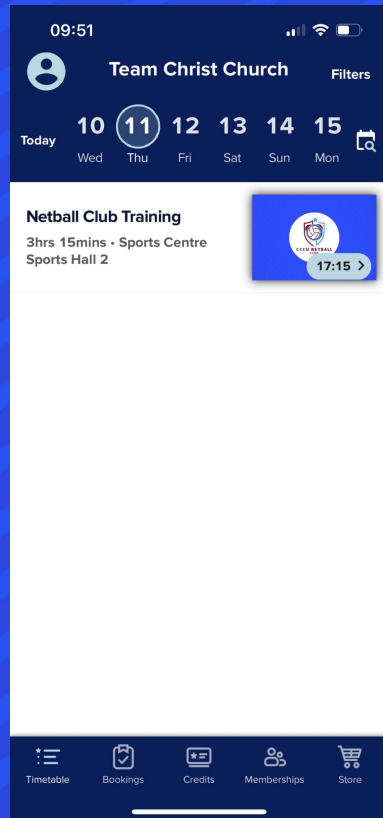 09:51
Team Christ Church
Filters
Today
10 11 12 13 14 15
Wed Thu Fri Sat Sun Mon
Netball Club Training
3hrs 15mins • Sports Centre
Sports Hall 2
CCCU NETBALL
CLUB
17:15 >
Timetable Bookings Credits Memberships Store